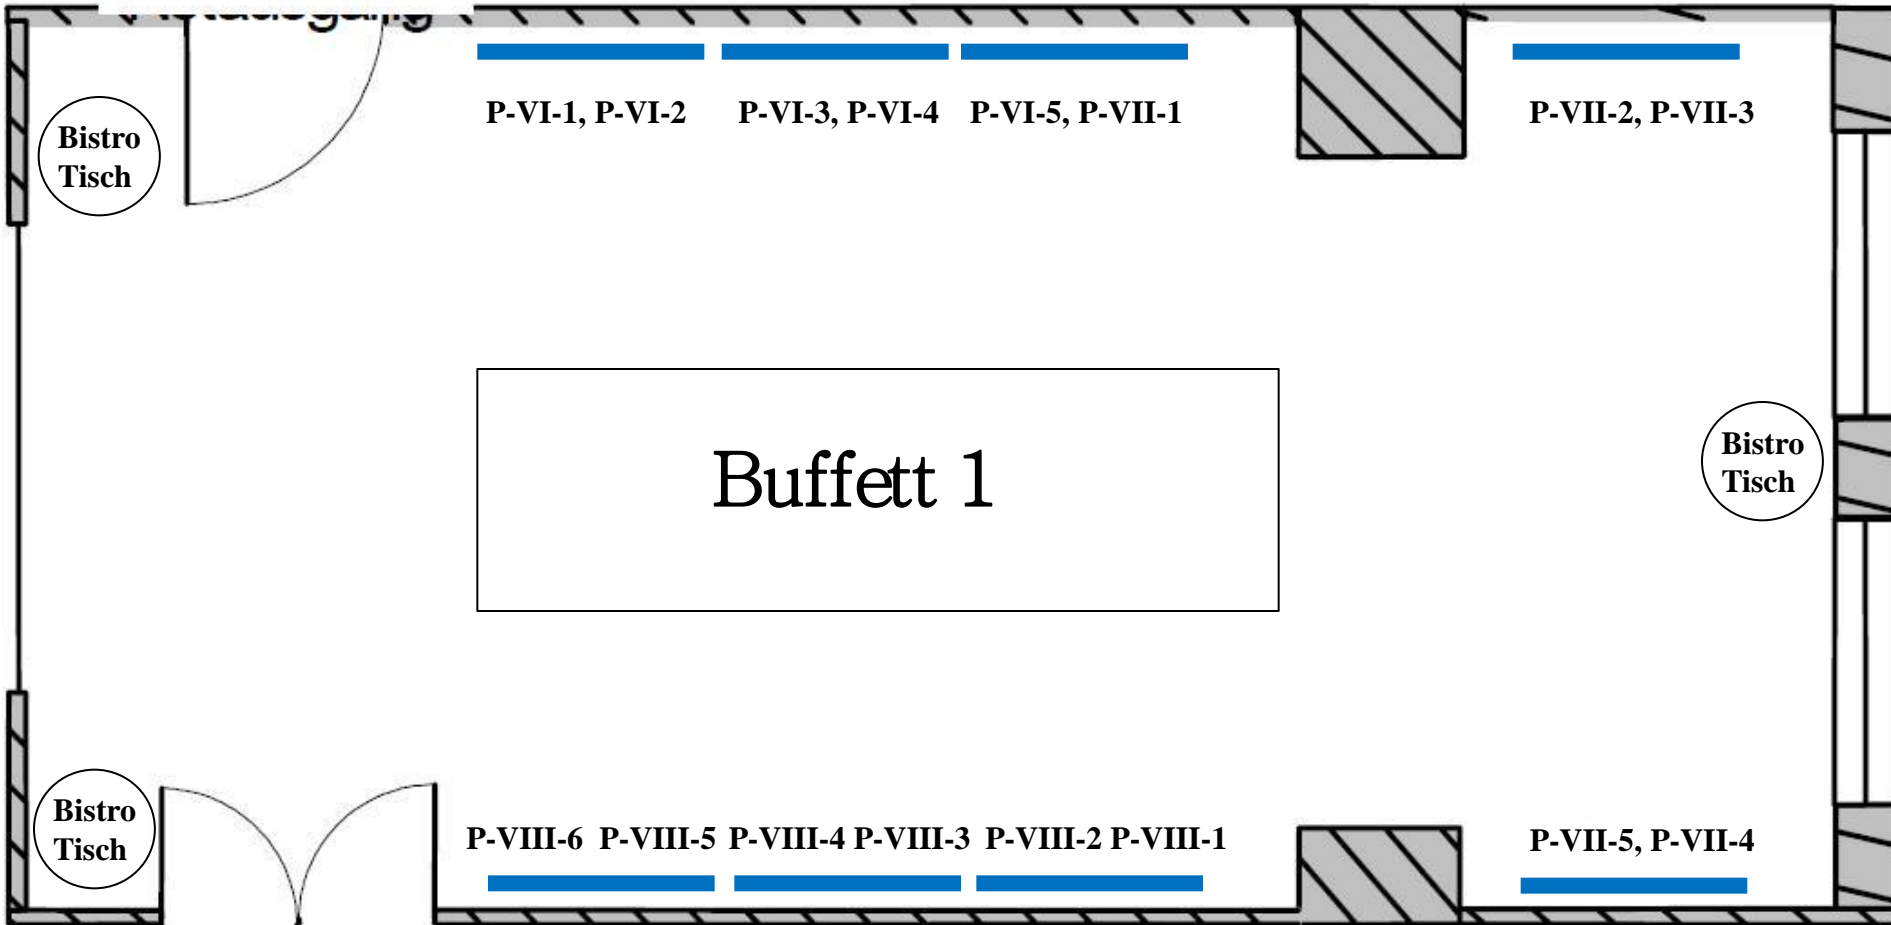 P-VI-1, P-VI-2 P-VI-3, P-VI-4 P-VI-5, P-VII-1 P-VII-2, P-VII-3
Bistro
Tisch
Buffett 1
Bistro
Tisch
Bistro
Tisch
P-VIII-6 P-VIII-5 P-VIII-4 P-VIII-3 P-VIII-2 P-VIII-1 P-VII-5, P-VII-4